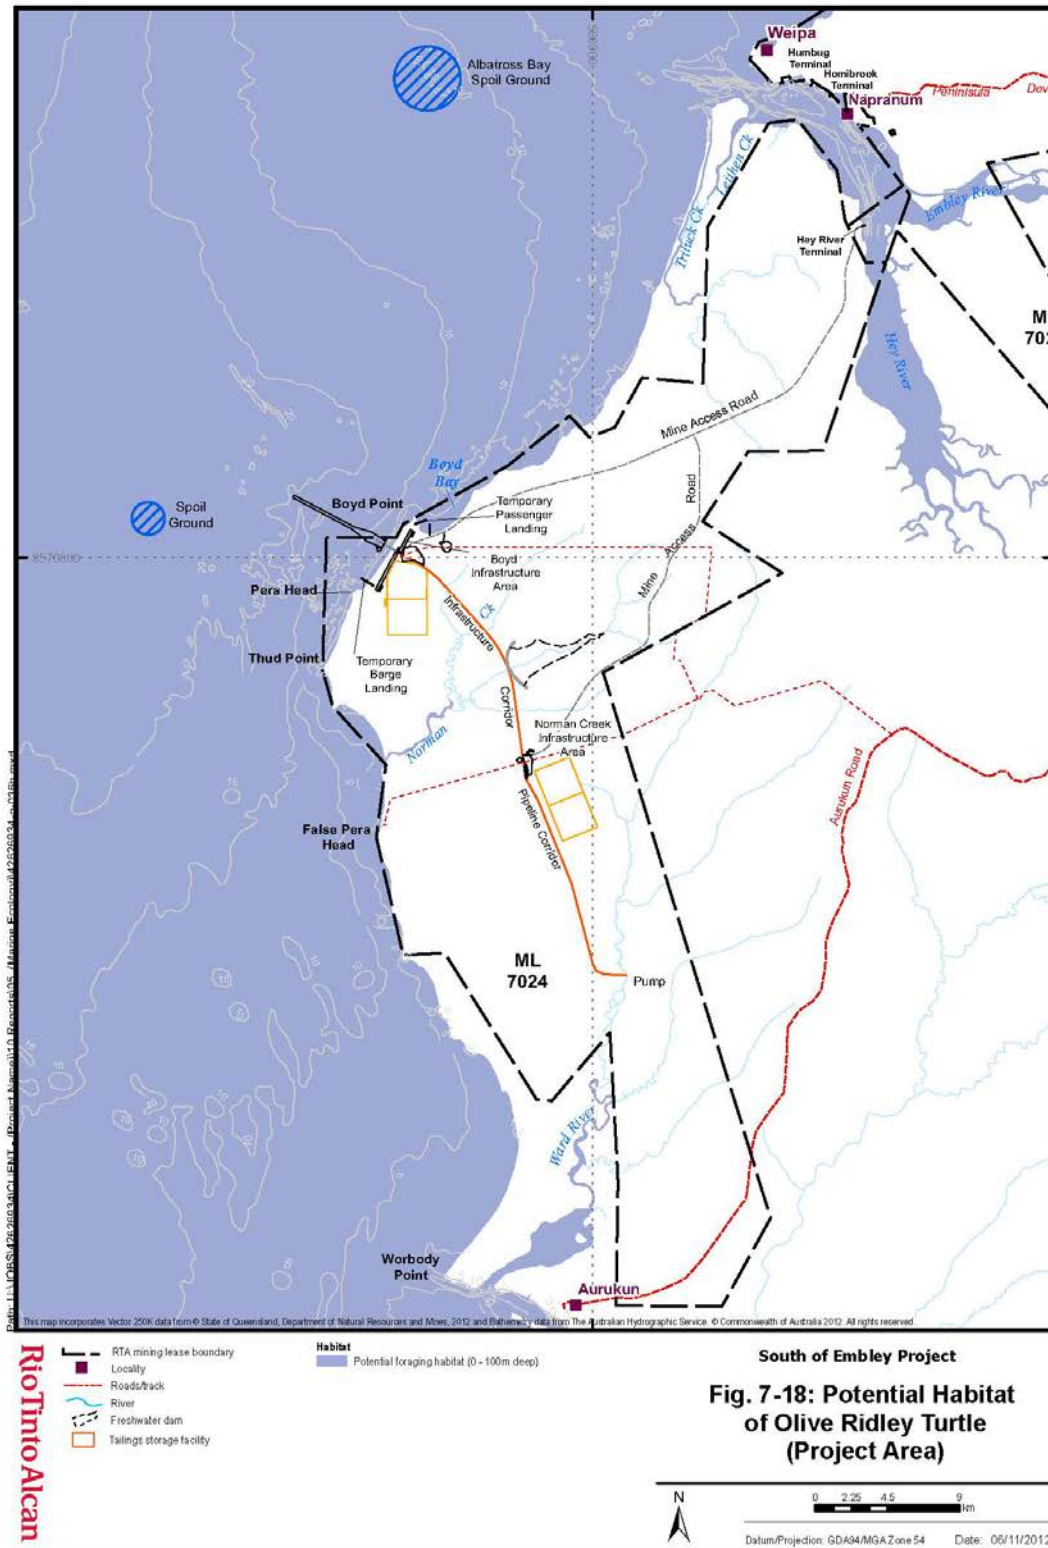 Weipa
Humbug
Terminal
Hornibrook
Terminal
Napranum
Peninsula
Dev
Albatross Bay
Spoil Ground
Leithen Ck
Triluck Ck
Embley River
Hey River
Terminal
Hey River
Mine Access Road
Boyd
Bay
Boyd Point
Spoil
Ground
Temporary
Passenger
Landing
8570800
Boyd
Infrastructure
Area
Mine
Access
Road
Pera Head
Infrastructure
Corridor
Ck
Thud Point
Temporary
Barge
Landing
Norman
Norman Creek
Infrastructure
Area
Aurukun Road
Pipeline Corridor
False Pera
Head
ML
7024
Pump
Ward River
Worbody
Point
Aurukun
This map incorporates Vector 250K data from © State of Queensland, Department of Natural Resources and Mines, 2012 and Bathemetry data from The Australian Hydrographic Service. © Commonwealth of Australia 2012. All rights reserved.
RioTintoAlcan
RTA mining lease boundary
Locality
Roads/track
River
Freshwater dam
Tailings storage facility
Habitat
Potential foraging habitat (0 - 100m deep)
South of Embley Project
Fig. 7-18: Potential Habitat
of Olive Ridley Turtle
(Project Area)
N
0 2.25 4.5 9
km
Datum/Projection: GDA94/MGA Zone 54 Date: 06/11/2012